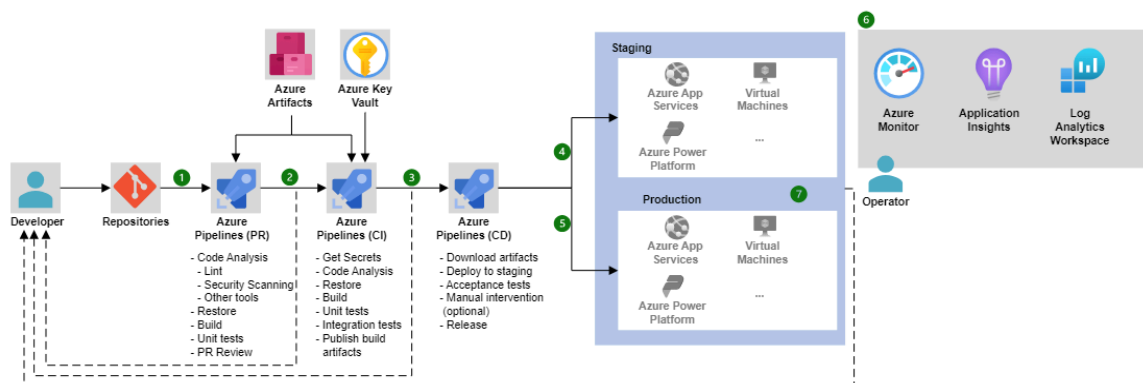 6
Staging
Azure App
Services
Virtual
Machines
Azure Power
Platform
...
Azure
Monitor
Application
Insights
Log
Analytics
Workspace
Azure
Artifacts
Azure Key
Vault
4
5
1
2
3
7
Production
Azure App
Services
Virtual
Machines
Azure Power
Platform
...
Operator
Developer
Repositories
Azure
Pipelines (PR)
- Code Analysis
- Lint
- Security Scanning
- Other tools
- Restore
- Build
- Unit tests
- PR Review
Azure
Pipelines (CI)
- Get Secrets
- Code Analysis
- Restore
- Build
- Unit tests
- Integration tests
- Publish build
artifacts
Azure
Pipelines (CD)
- Download artifacts
- Deploy to staging
- Acceptance tests
- Manual intervention
(optional)
- Release